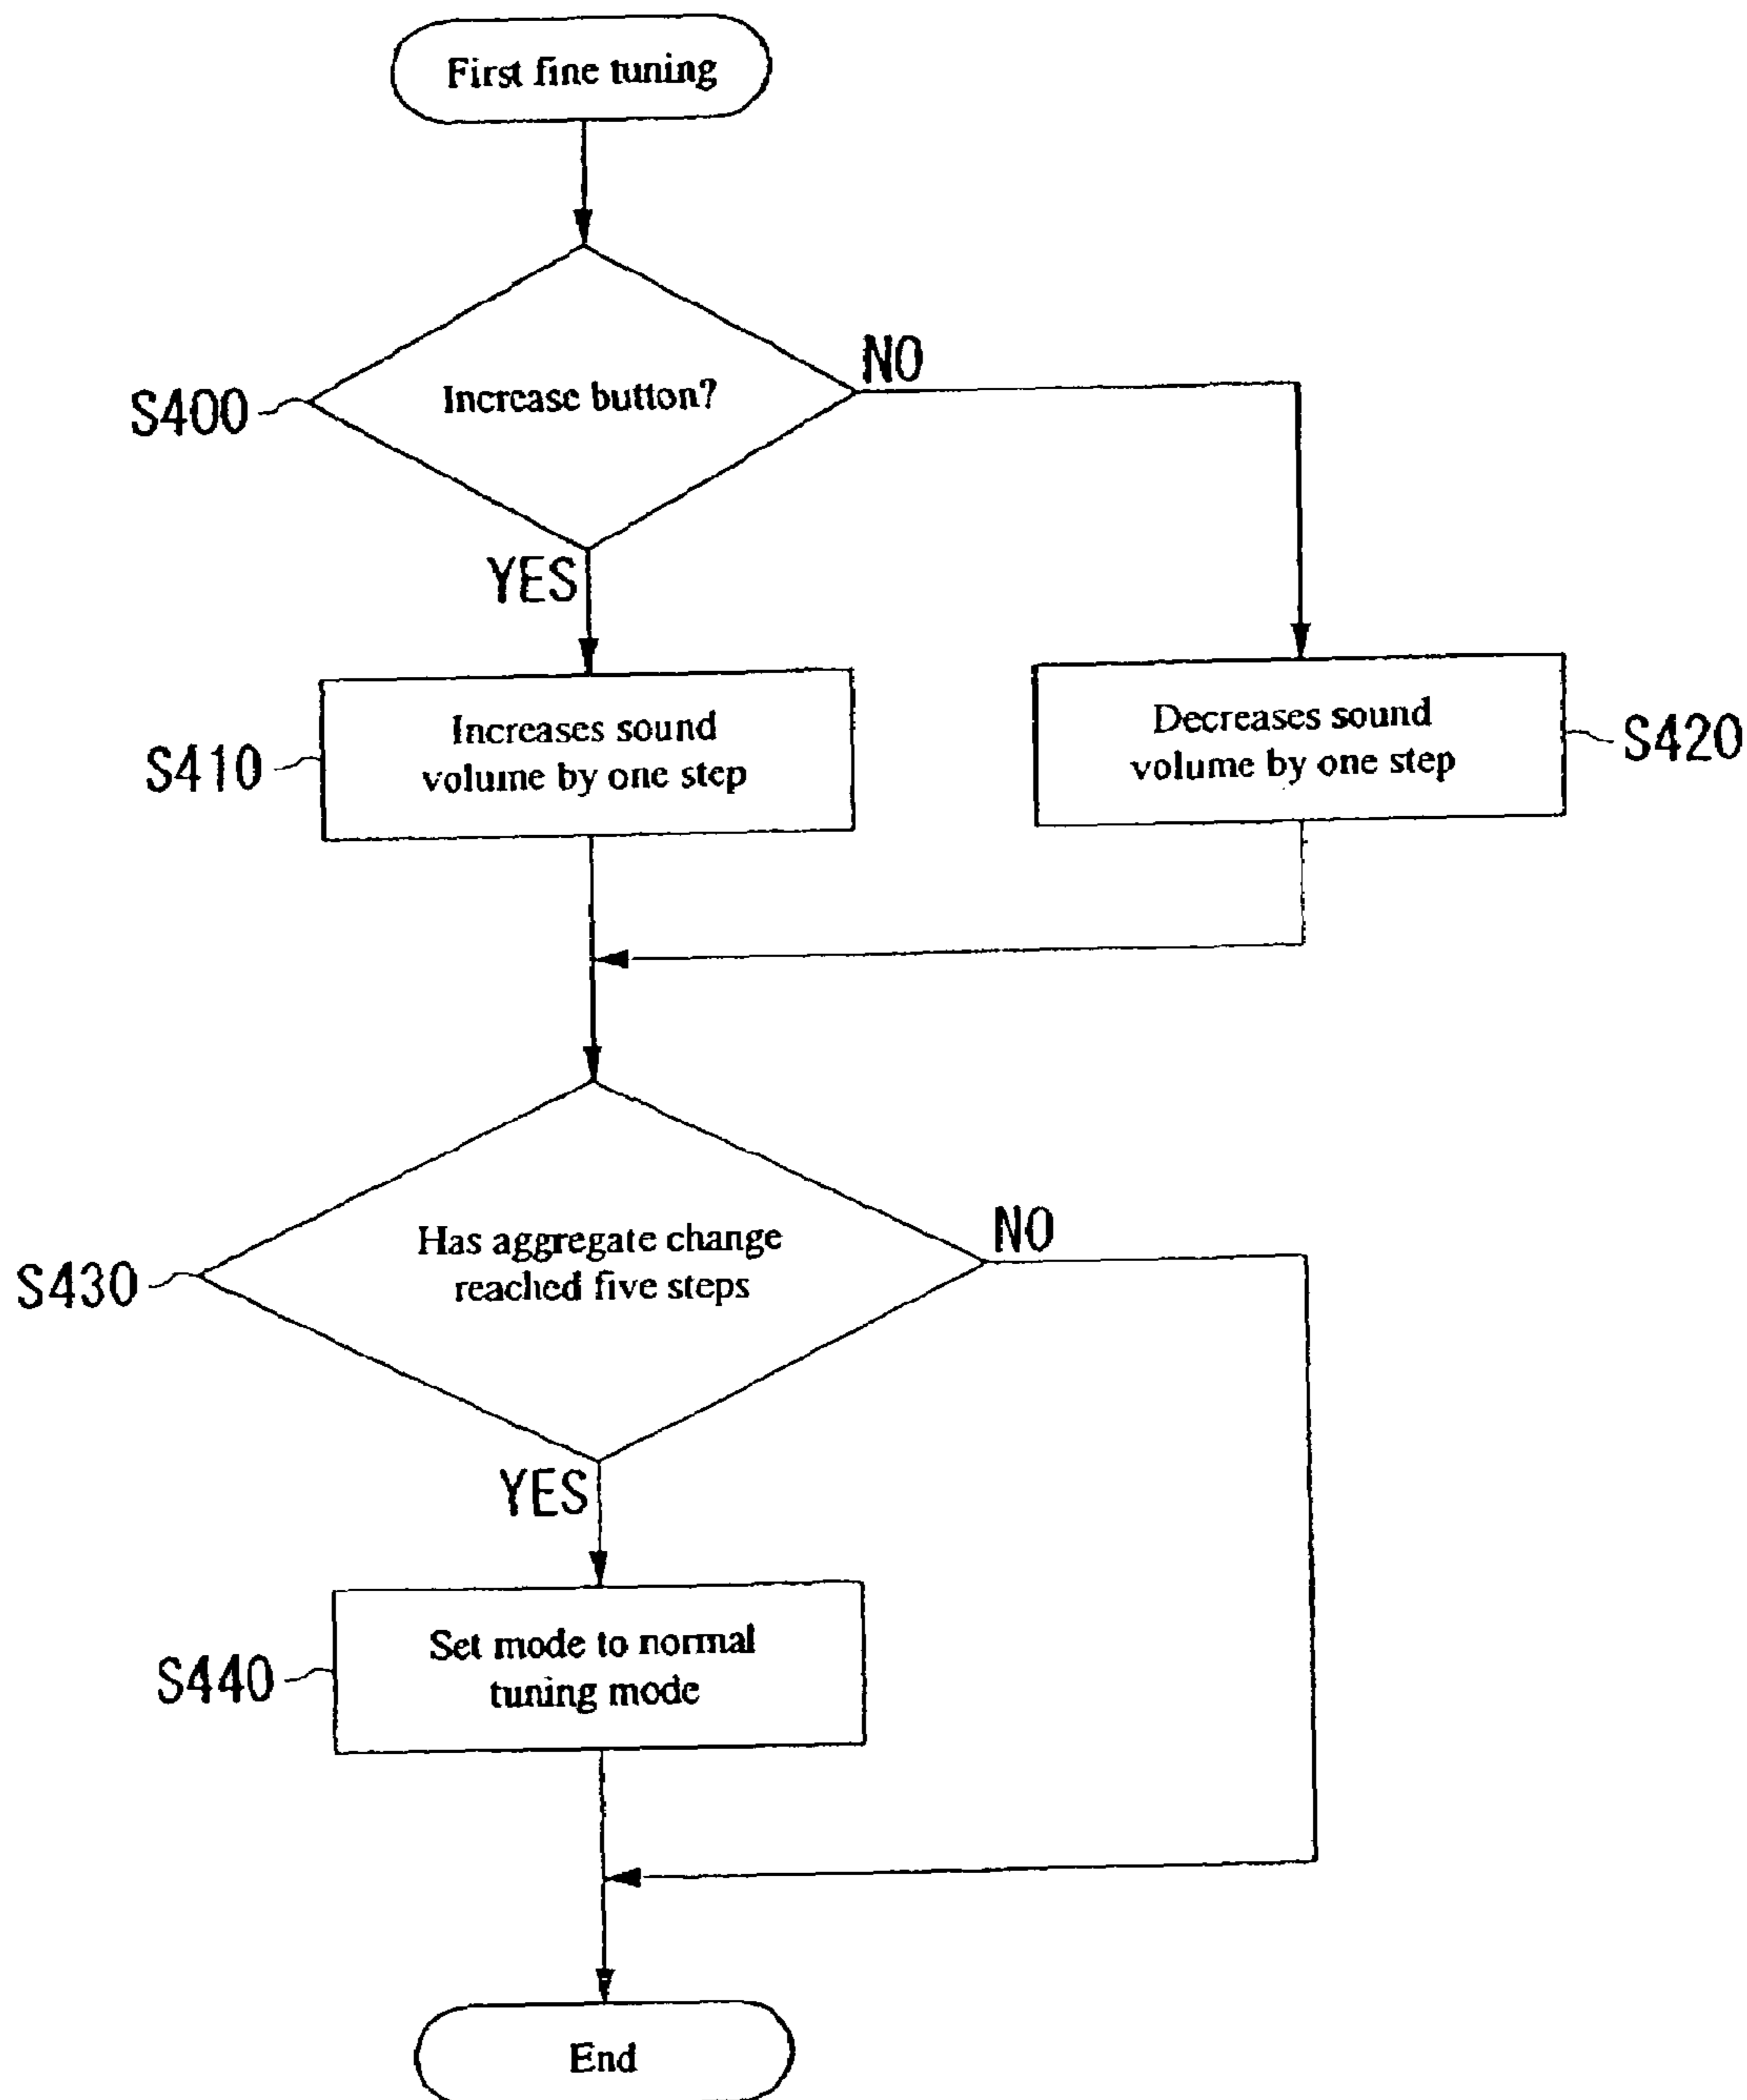 First fine tuning
Increase button?
NO
S400
YES
Increases sound
volume by one step
S410
Decreases sound
volume by one step
S420
Has aggregate change
reached five steps
NO
S430
YES
Set mode to normal
tuning mode
S440
End